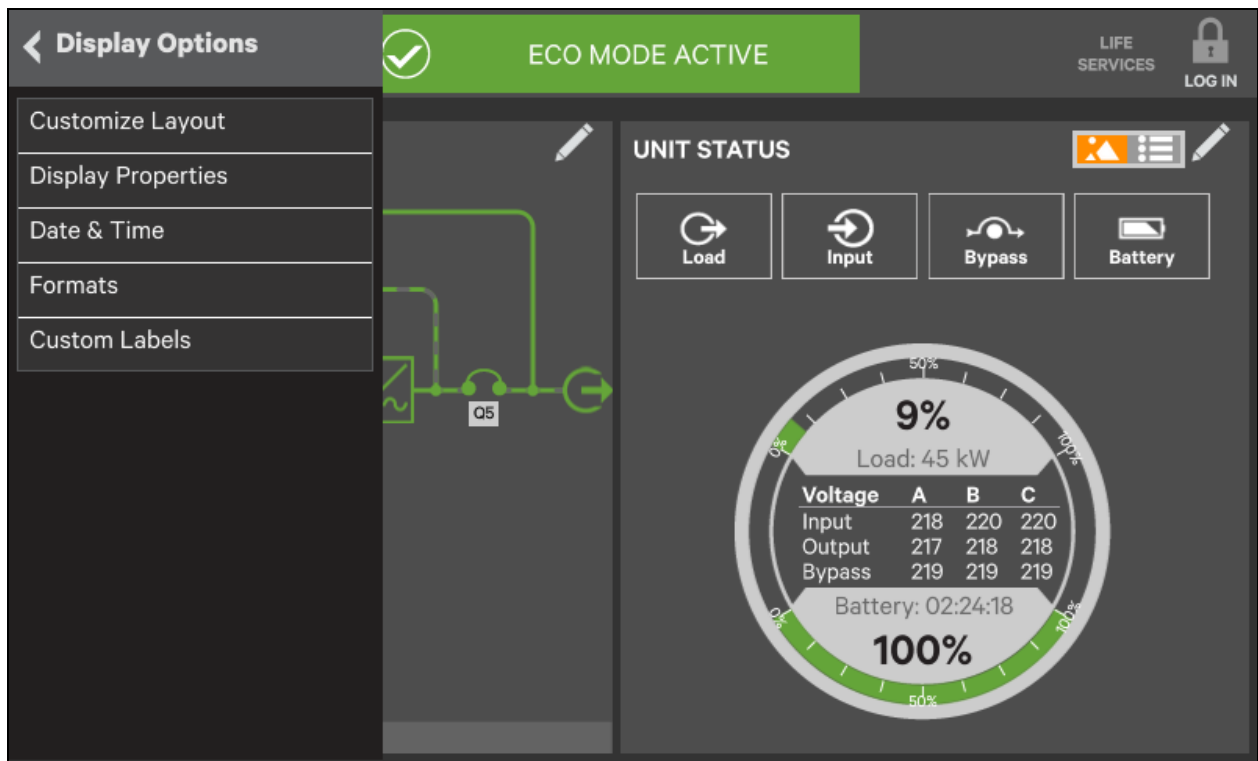 Display Options
Customize Layout
Display Properties
Date & Time
Formats
Custom Labels
ECO MODE ACTIVE
LIFE
SERVICES
LOG IN
Q5
UNIT STATUS
Load Input Bypass Battery
50%
0% 100%
9%
Load: 45 kW
Voltage A B C
Input 218 220 220
Output 217 218 218
Bypass 219 219 219
Battery: 02:24:18
0% 100%
100%
50%